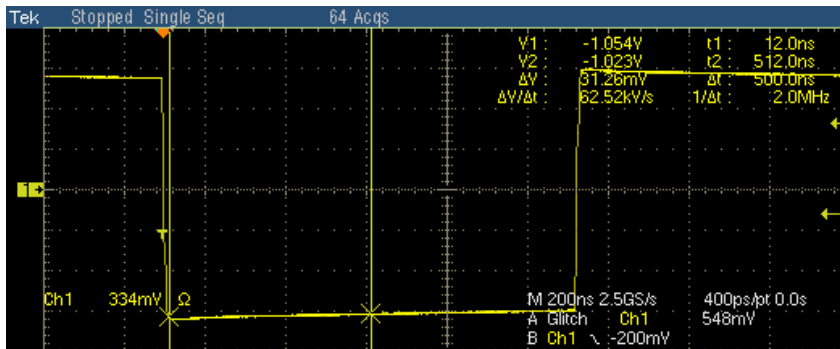 Tek Stopped Single Seq 64 Acqs
V1 : -1.054V t1 : 12.0ns
V2 : -1.023V t2 : 512.0ns
ΔV : 31.26mV Δt : 500.0ns
ΔV/Δt : 62.52kV/s 1/Δt : 2.0MHz
1
T
Ch1 334mV Ω M 200ns 2.5GS/s 400ps/pt 0.0s
A Glitch Ch1 548mV
B Ch1 \ -200mV